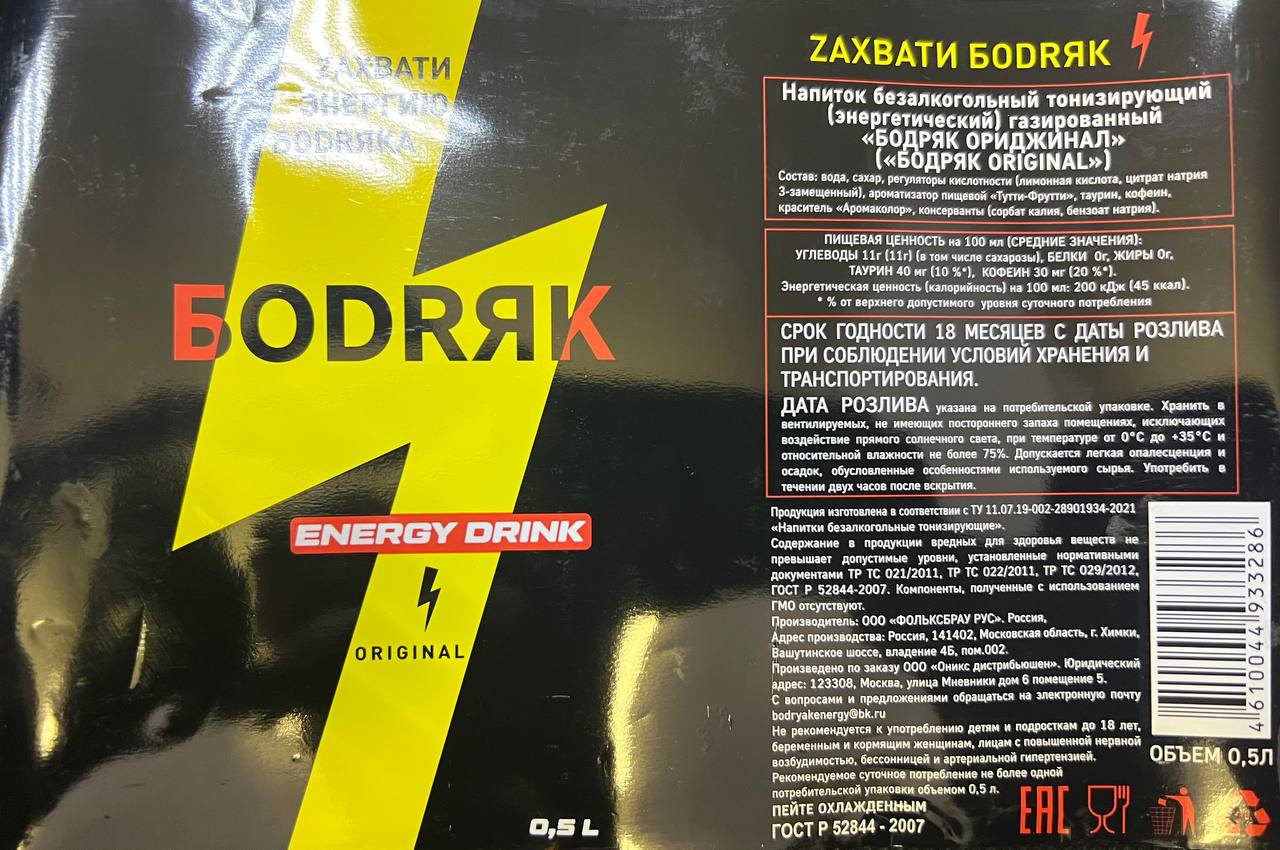 ZАХВАТИ
ЭНЕРГИЮ
БОDRЯКА
БОDRЯК
ENERGY DRINK
ORIGINAL
0,5 L
ZАХВАТИ БОDRЯК
Напиток безалкогольный тонизирующий
(энергетический) газированный
«БОДРЯК ОРИДЖИНАЛ»
(«БОДРЯК ORIGINAL»)
Состав: вода, сахар, регуляторы кислотности (лимонная кислота, цитрат натрия
3-замещенный), ароматизатор пищевой «Тутти-Фрутти», таурин, кофеин,
краситель «Аромаколор», консерванты (сорбат калия, бензоат натрия).
ПИЩЕВАЯ ЦЕННОСТЬ на 100 мл (СРЕДНИЕ ЗНАЧЕНИЯ):
УГЛЕВОДЫ 11г (11г) (в том числе сахарозы), БЕЛКИ 0г, ЖИРЫ 0г,
ТАУРИН 40 мг (10 %*), КОФЕИН 30 мг (20 %*).
Энергетическая ценность (калорийность) на 100 мл: 200 кДж (45 ккал).
* % от верхнего допустимого уровня суточного потребления
СРОК ГОДНОСТИ 18 МЕСЯЦЕВ С ДАТЫ РОЗЛИВА
ПРИ СОБЛЮДЕНИИ УСЛОВИЙ ХРАНЕНИЯ И
ТРАНСПОРТИРОВАНИЯ.
ДАТА РОЗЛИВА указана на потребительской упаковке. Хранить в
вентилируемых, не имеющих постороннего запаха помещениях, исключающих
воздействие прямого солнечного света, при температуре от 0°С до +35°С и
относительной влажности не более 75%. Допускается легкая опалесценция и
осадок, обусловленные особенностями используемого сырья. Употребить в
течении двух часов после вскрытия.
Продукция изготовлена в соответствии с ТУ 11.07.19-002-28901934-2021
«Напитки безалкогольные тонизирующие».
Содержание в продукции вредных для здоровья веществ не
превышает допустимые уровни, установленные нормативными
документами ТР ТС 021/2011, ТР ТС 022/2011, ТР ТС 029/2012,
ГОСТ Р 52844-2007. Компоненты, полученные с использованием
ГМО отсутствуют.
Производитель: ООО «ФОЛЬКСБРАУ РУС». Россия,
Адрес производства: Россия, 141402, Московская область, г. Химки,
Вашутинское шоссе, владение 4Б, пом.002.
Произведено по заказу ООО «Оникс дистрибьюшен». Юридический
адрес: 123308, Москва, улица Мневники дом 6 помещение 5.
С вопросами и предложениями обращаться на электронную почту
bodryakenergy@bk.ru
Не рекомендуется к употреблению детям и подросткам до 18 лет,
беременным и кормящим женщинам, лицам с повышенной нервной
возбудимостью, бессонницей и артериальной гипертензией.
Рекомендуемое суточное потребление не более одной
потребительской упаковки объемом 0,5 л.
ПЕЙТЕ ОХЛАЖДЕННЫМ
ГОСТ Р 52844 - 2007
4610044933286
ОБЪЕМ 0,5Л
EAC